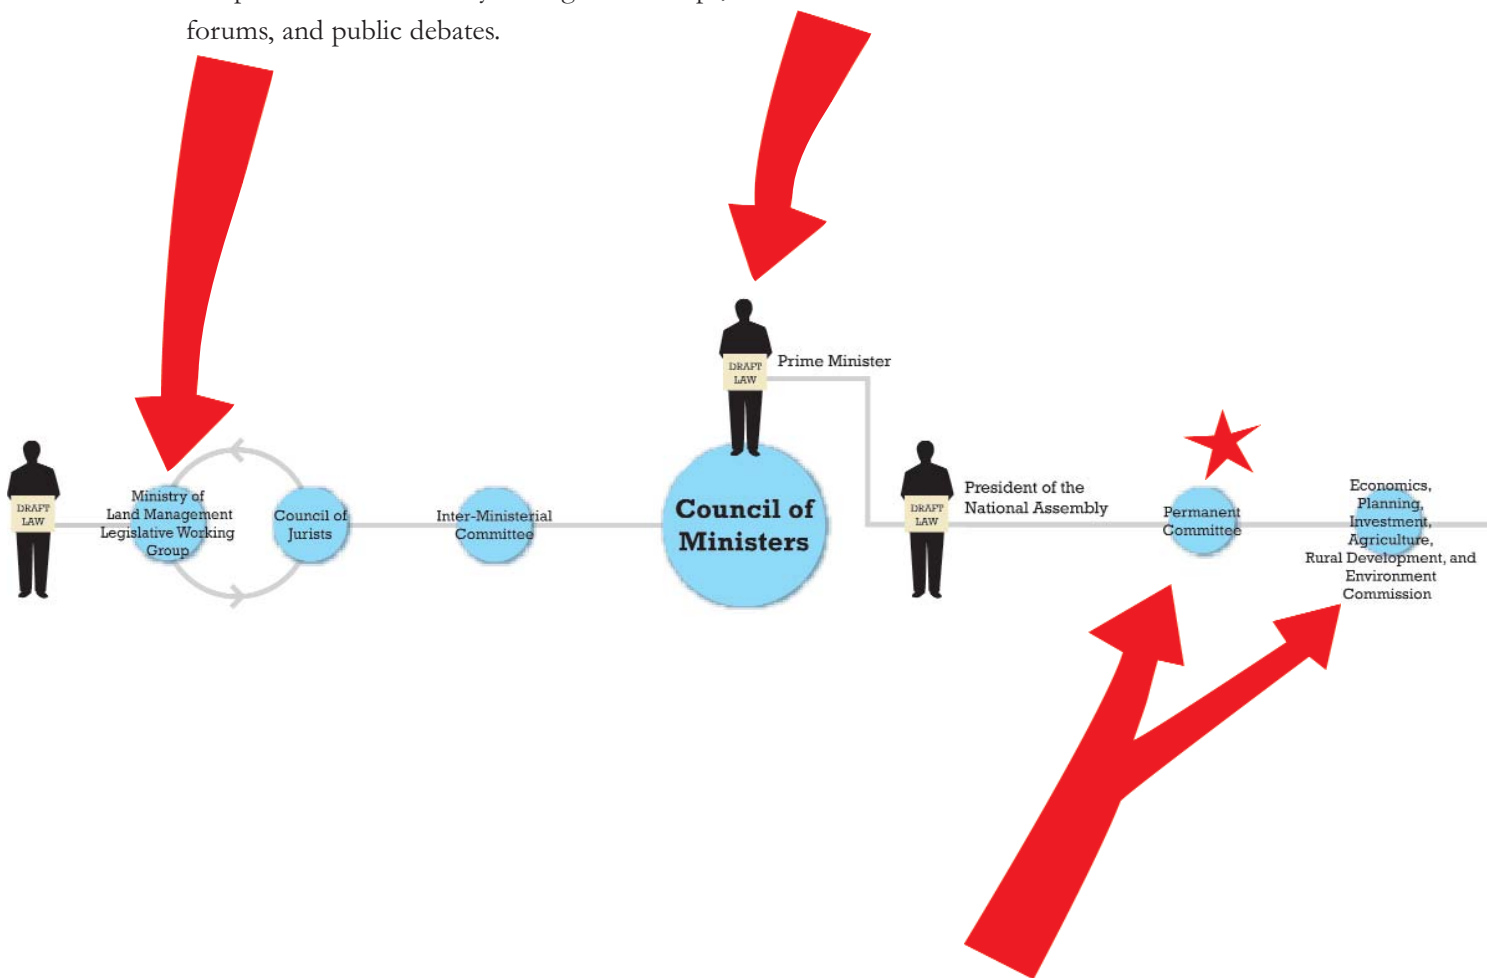 forums, and public debates.
DRAFT
LAW
Prime Minister
Council of
Ministers
DRAFT
LAW
Ministry of
Land Management
Legislative Working
Group
Council of
Jurists
Inter-Ministerial
Committee
DRAFT
LAW
President of the
National Assembly
Permanent
Committee
Economics,
Planning,
Investment,
Agriculture,
Rural Development, and
Environment
Commission